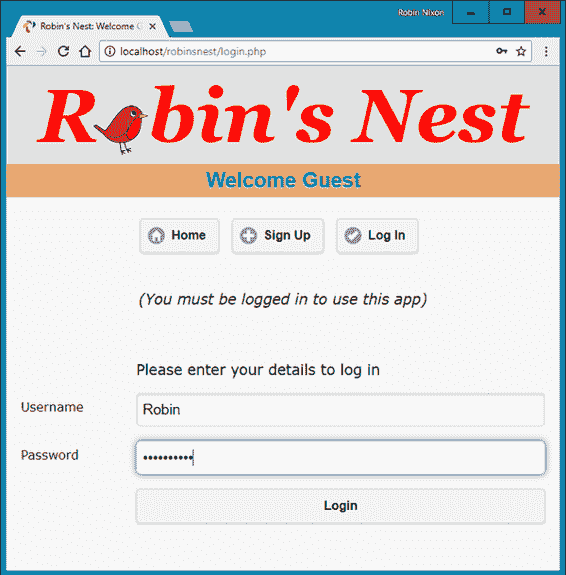 Robin Nixon
Robin's Nest: Welcome G
localhost/robinsnest/login.php
Robin's Nest
Welcome Guest
Home Sign Up Log In
(You must be logged in to use this app)
Please enter your details to log in
Username Robin
Password ••••••••••
Login